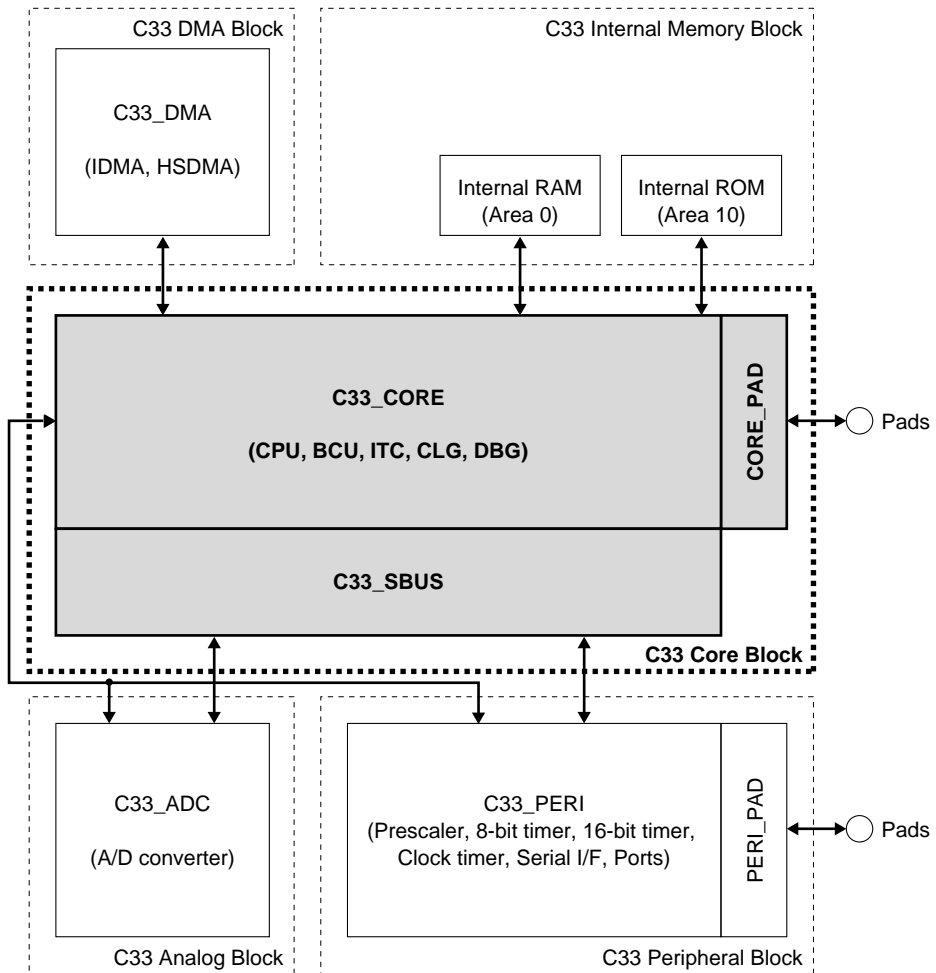 C33 DMA Block
C33 Internal Memory Block
C33_DMA
(IDMA, HSDMA)
Internal RAM
(Area 0)
Internal ROM
(Area 10)
C33_CORE
(CPU, BCU, ITC, CLG, DBG)
CORE_PAD
Pads
C33_SBUS
C33 Core Block
C33_ADC
(A/D converter)
C33_PERI
(Prescaler, 8-bit timer, 16-bit timer,
Clock timer, Serial I/F, Ports)
PERI_PAD
Pads
C33 Analog Block
C33 Peripheral Block